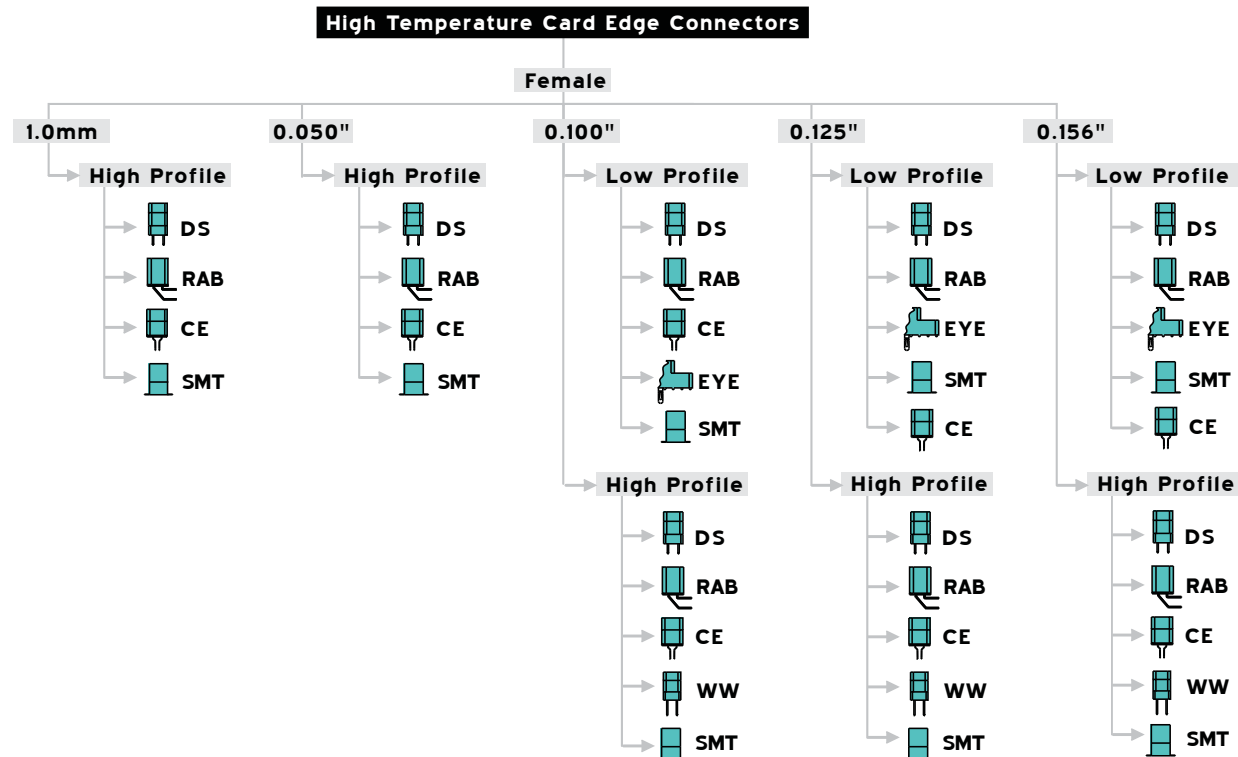 High Temperature Card Edge Connectors
Female
1.0mm
0.050"
0.100"
0.125"
0.156"
High Profile
DS
RAB
CE
SMT
High Profile
DS
RAB
CE
SMT
Low Profile
DS
RAB
CE
EYE
SMT
High Profile
DS
RAB
CE
WW
SMT
Low Profile
DS
RAB
EYE
SMT
CE
High Profile
DS
RAB
CE
WW
SMT
Low Profile
DS
RAB
EYE
SMT
CE
High Profile
DS
RAB
CE
WW
SMT